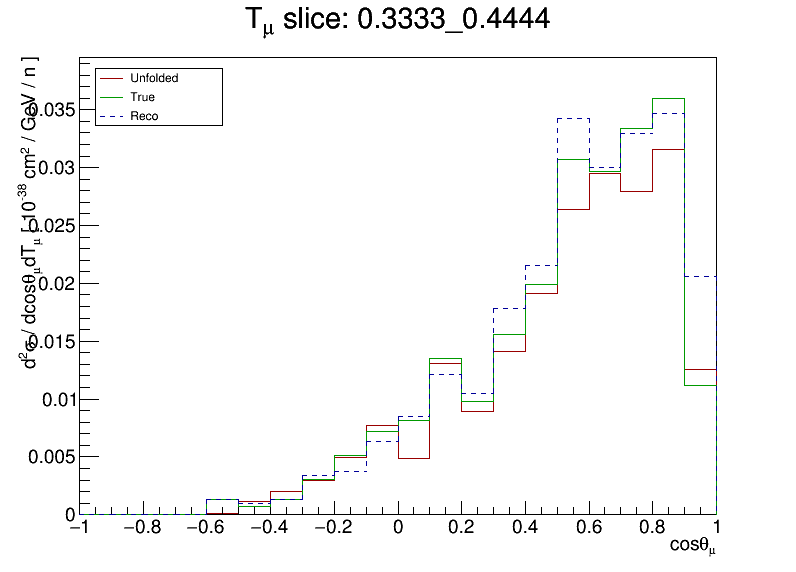 Tμ slice: 0.3333_0.4444
d²σ / dcosθμdTμ [ 10⁻³⁸ cm² / GeV / n ]
Unfolded
True
Reco
0.035
0.03
0.025
0.02
0.015
0.01
0.005
0
−1 −0.8 −0.6 −0.4 −0.2 0 0.2 0.4 0.6 0.8 1
cosθμ